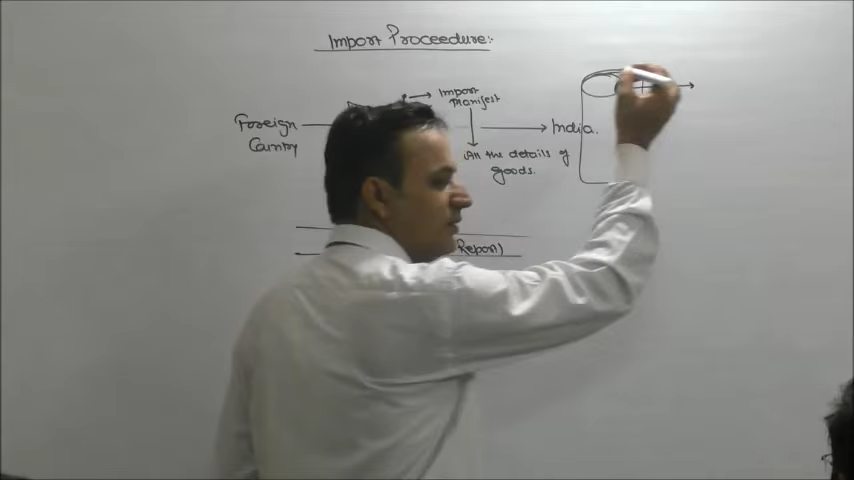 Import Proceedure:-
Import
Manifest
Foreign
Country
India.
All the details of
goods.
Report)